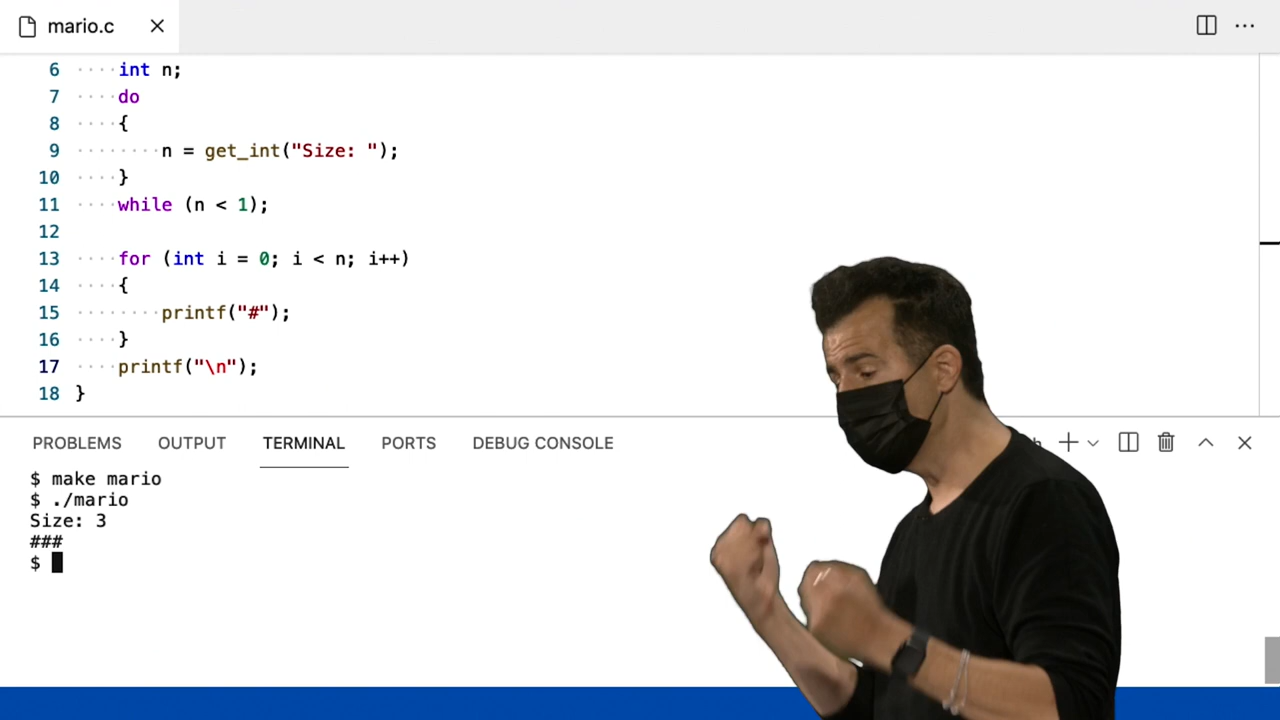 mario.c
6 int n;
7 do
8 {
9 n = get_int("Size: ");
10 }
11 while (n < 1);
12
13 for (int i = 0; i < n; i++)
14 {
15 printf("#");
16 }
17 printf("\n");
18 }
PROBLEMS OUTPUT TERMINAL PORTS DEBUG CONSOLE
$ make mario
$ ./mario
Size: 3
###
$